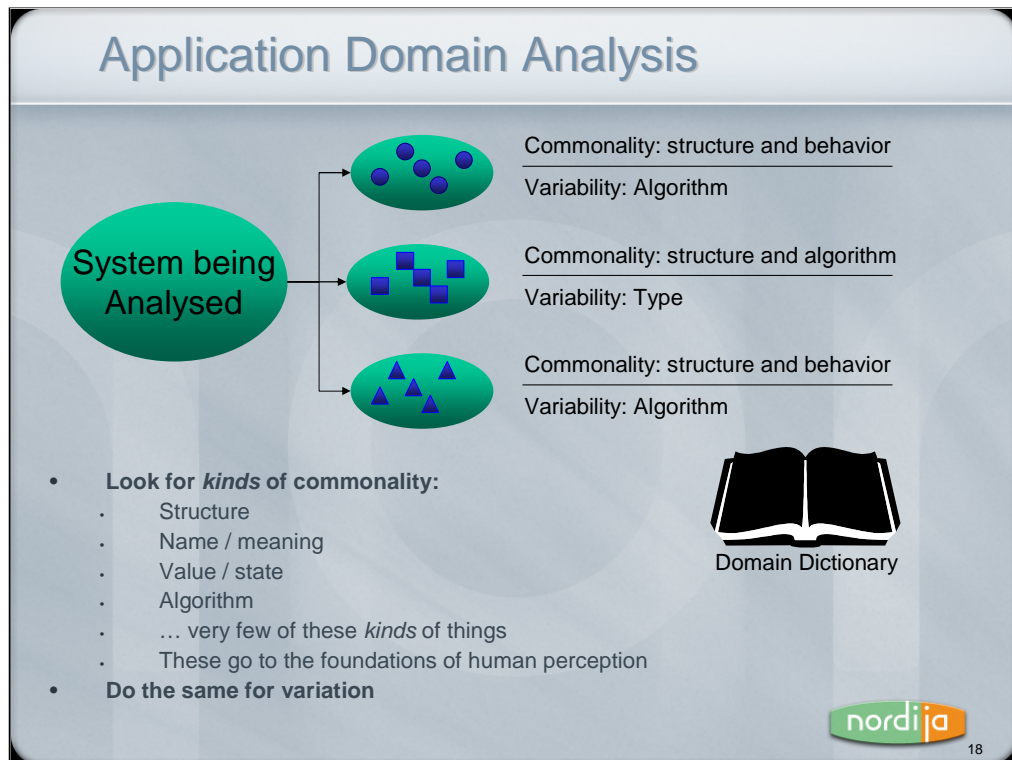 Application Domain Analysis
System being
Analysed
Commonality: structure and behavior
Variability: Algorithm
Commonality: structure and algorithm
Variability: Type
Commonality: structure and behavior
Variability: Algorithm
Domain Dictionary
• Look for kinds of commonality:
• Structure
• Name / meaning
• Value / state
• Algorithm
• … very few of these kinds of things
• These go to the foundations of human perception
• Do the same for variation
nordija
18